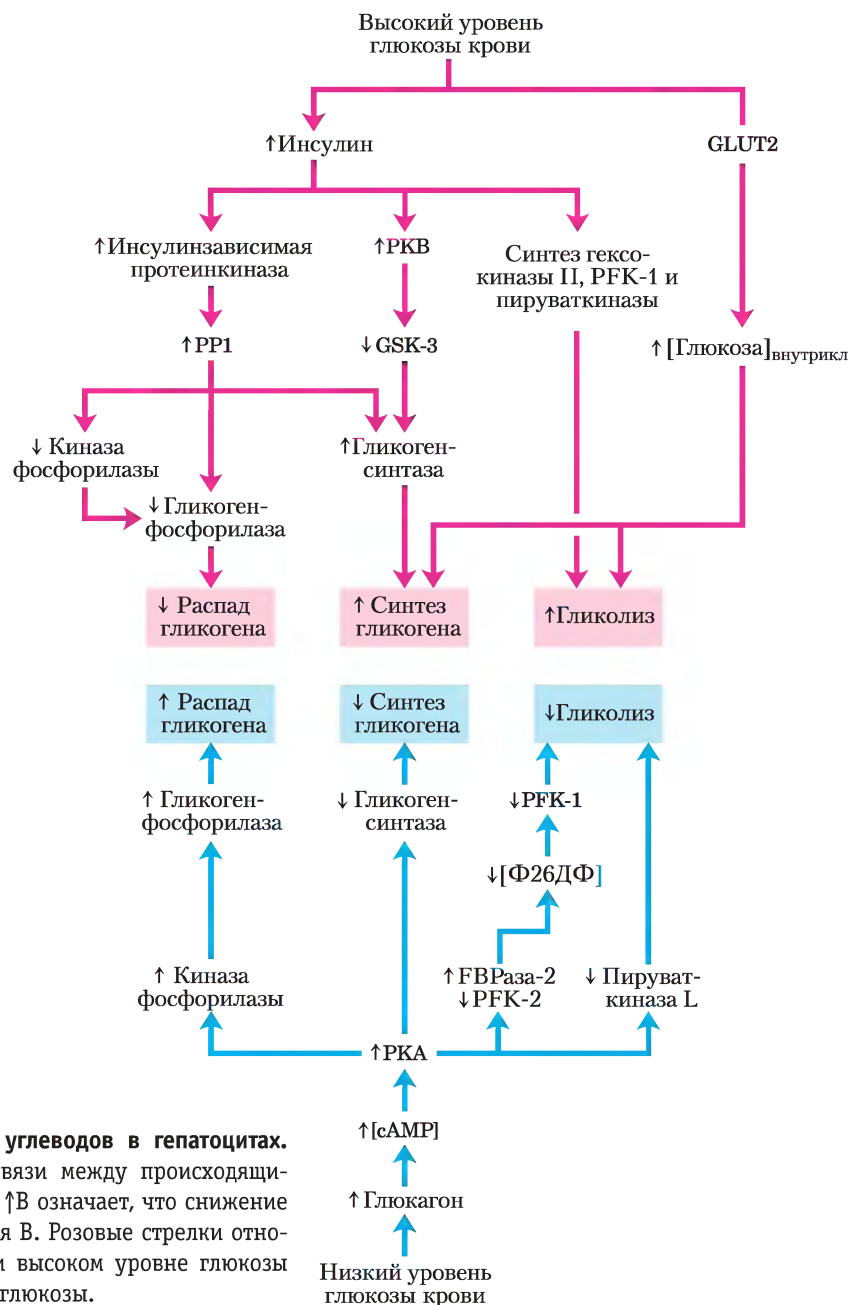 Высокий уровень
глюкозы крови
↑Инсулин
GLUT2
↑Инсулинзависимая
протеинкиназа
↑PKB
Синтез гексо-
киназы II, PFK-1 и
пируваткиназы
↑PP1
↓GSK-3
↑[Глюкоза]внутрикл
↓ Киназа
фосфорилазы
↑Гликоген-
синтаза
↓Гликоген-
фосфорилаза
↓ Распад
гликогена
↑ Синтез
гликогена
↑Гликолиз
↑ Распад
гликогена
↓ Синтез
гликогена
↓Гликолиз
↑ Гликоген-
фосфорилаза
↓ Гликоген-
синтаза
↓PFK-1
↓[Ф26ДФ]
↑ Киназа
фосфорилазы
↑FBPаза-2
↓PFK-2
↓ Пируват-
киназа L
↑PKA
↑[cAMP]
↑Глюкагон
Низкий уровень
глюкозы крови
углеводов в гепатоцитах.
вязи между происходящи-
↑В означает, что снижение
я В. Розовые стрелки отно-
и высоком уровне глюкозы
глюкозы.